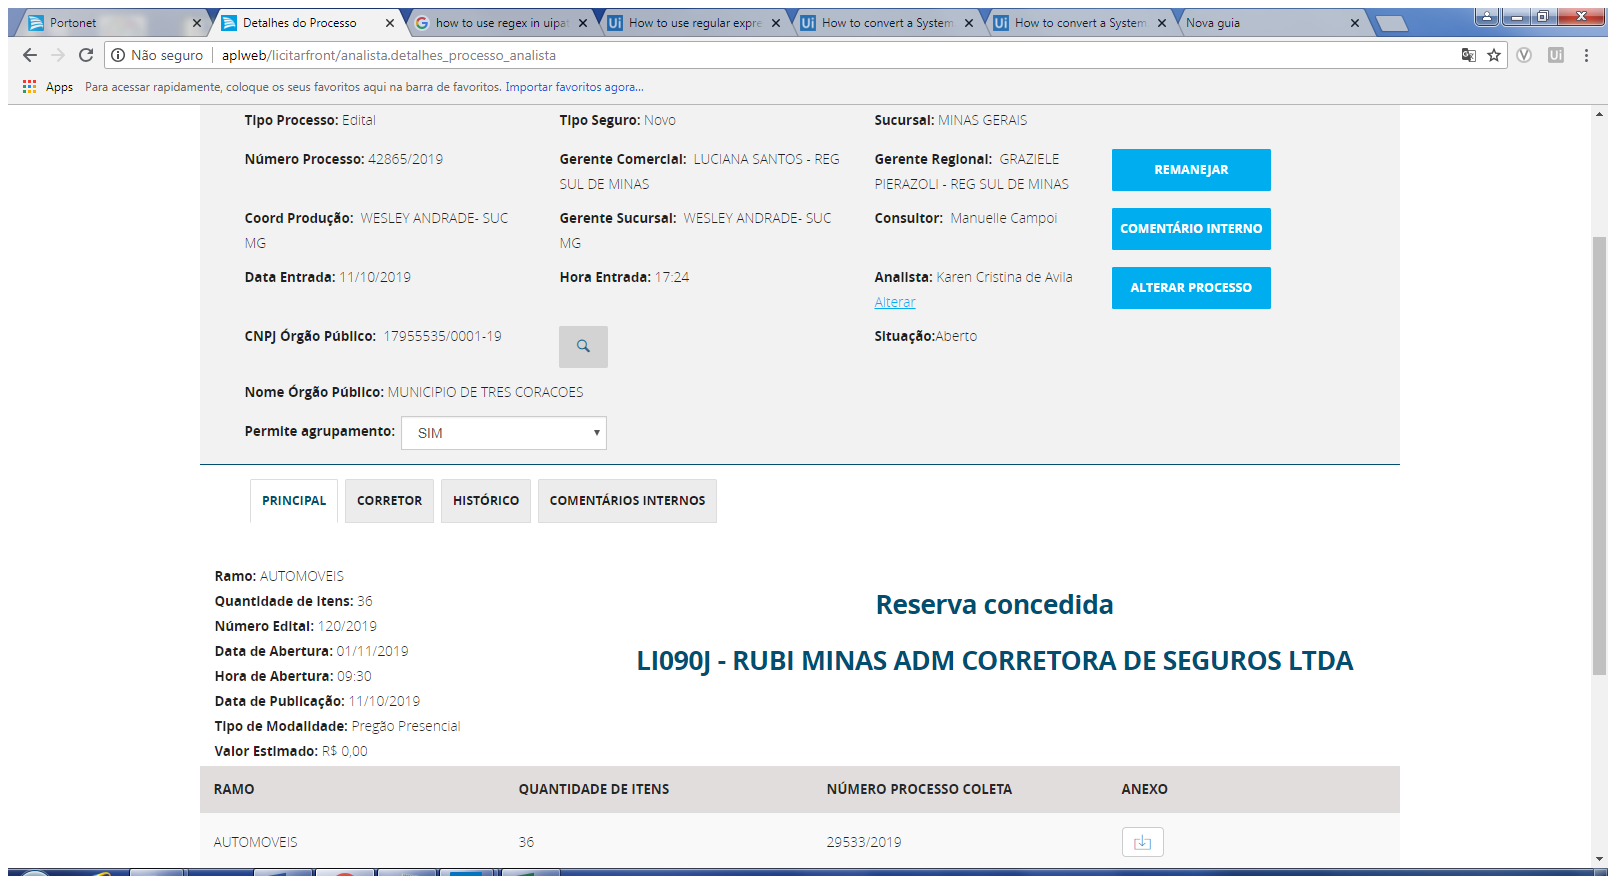 Portonet
Detalhes do Processo
how to use regex in uipat
How to use regular expre
How to convert a System.
How to convert a System.
Nova guia
Não seguro | aplweb/licitarfront/analista.detalhes_processo_analista
Apps Para acessar rapidamente, coloque os seus favoritos aqui na barra de favoritos. Importar favoritos agora...
Tipo Processo: Edital Tipo Seguro: Novo Sucursal: MINAS GERAIS
Número Processo: 42865/2019 Gerente Comercial: LUCIANA SANTOS - REG Gerente Regional: GRAZIELE
SUL DE MINAS PIERAZOLI - REG SUL DE MINAS
REMANEJAR
Coord Produção: WESLEY ANDRADE- SUC Gerente Sucursal: WESLEY ANDRADE- SUC Consultor: Manuelle Campoi
MG MG
COMENTÁRIO INTERNO
Data Entrada: 11/10/2019 Hora Entrada: 17:24 Analista: Karen Cristina de Avila
Alterar
ALTERAR PROCESSO
CNPJ Órgão Público: 17955535/0001-19 Situação:Aberto
Nome Órgão Público: MUNICIPIO DE TRES CORACOES
Permite agrupamento: SIM
PRINCIPAL CORRETOR HISTÓRICO COMENTÁRIOS INTERNOS
Ramo: AUTOMOVEIS
Quantidade de Itens: 36
Número Edital: 120/2019
Data de Abertura: 01/11/2019
Hora de Abertura: 09:30
Data de Publicação: 11/10/2019
Tipo de Modalidade: Pregão Presencial
Valor Estimado: R$ 0,00
Reserva concedida
LI090J - RUBI MINAS ADM CORRETORA DE SEGUROS LTDA
RAMO QUANTIDADE DE ITENS NÚMERO PROCESSO COLETA ANEXO
AUTOMOVEIS 36 29533/2019